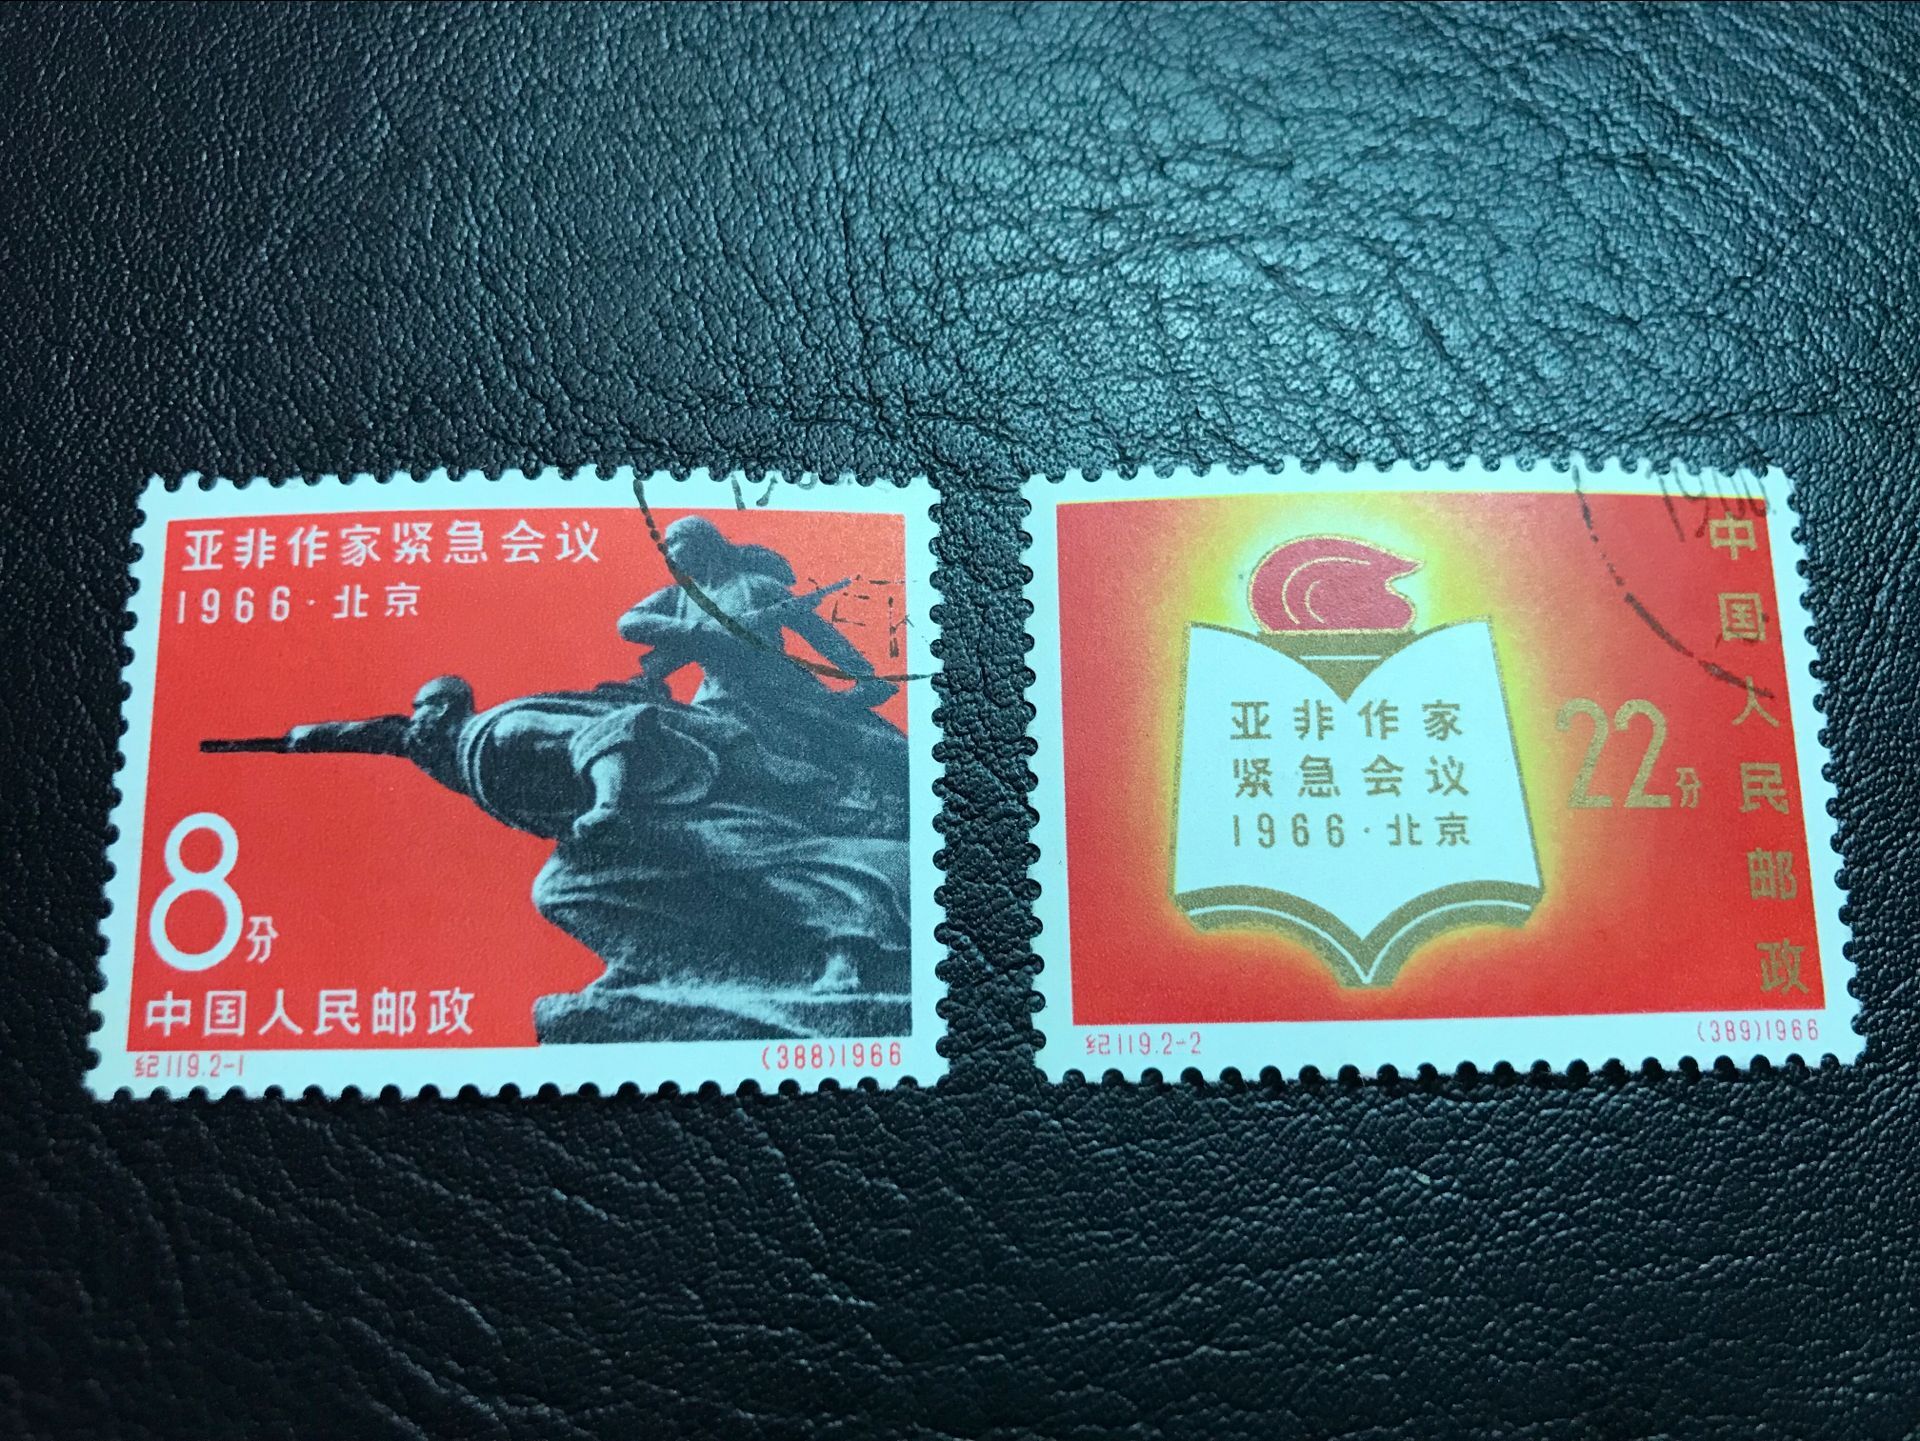 亚非作家紧急会议
1966·北京
8分
中国人民邮政
纪119.2-1
(388)1966
亚非作家
紧急会议
1966·北京
22分
中国人民邮政
纪119.2-2
(389)1966